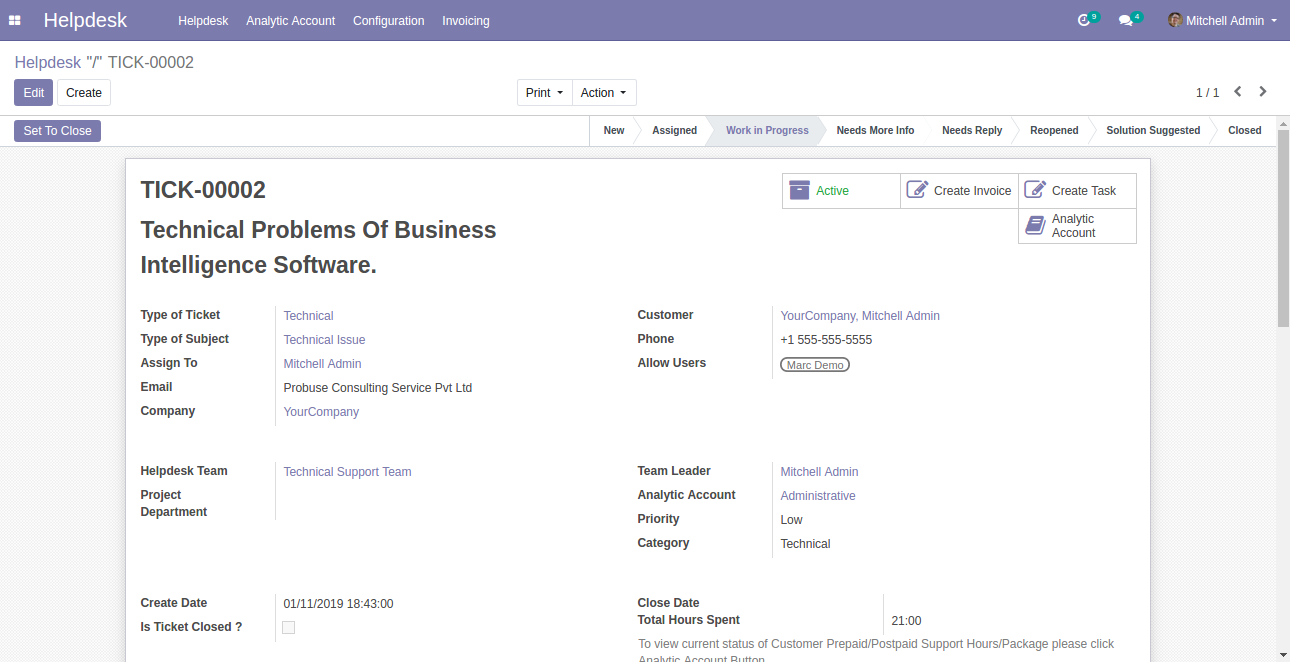 Helpdesk Helpdesk Analytic Account Configuration Invoicing 9 4 Mitchell Admin
Helpdesk "/" TICK-00002
Edit Create Print Action 1 / 1
Set To Close New Assigned Work in Progress Needs More Info Needs Reply Reopened Solution Suggested Closed
TICK-00002
Active Create Invoice Create Task
Analytic
Account
Technical Problems Of Business
Intelligence Software.
Type of Ticket Technical
Type of Subject Technical Issue
Assign To Mitchell Admin
Email Probuse Consulting Service Pvt Ltd
Company YourCompany
Customer YourCompany, Mitchell Admin
Phone +1 555-555-5555
Allow Users Marc Demo
Helpdesk Team Technical Support Team
Project
Department
Team Leader Mitchell Admin
Analytic Account Administrative
Priority Low
Category Technical
Create Date 01/11/2019 18:43:00
Is Ticket Closed ?
Close Date
Total Hours Spent 21:00
To view current status of Customer Prepaid/Postpaid Support Hours/Package please click
Analytic Account Button